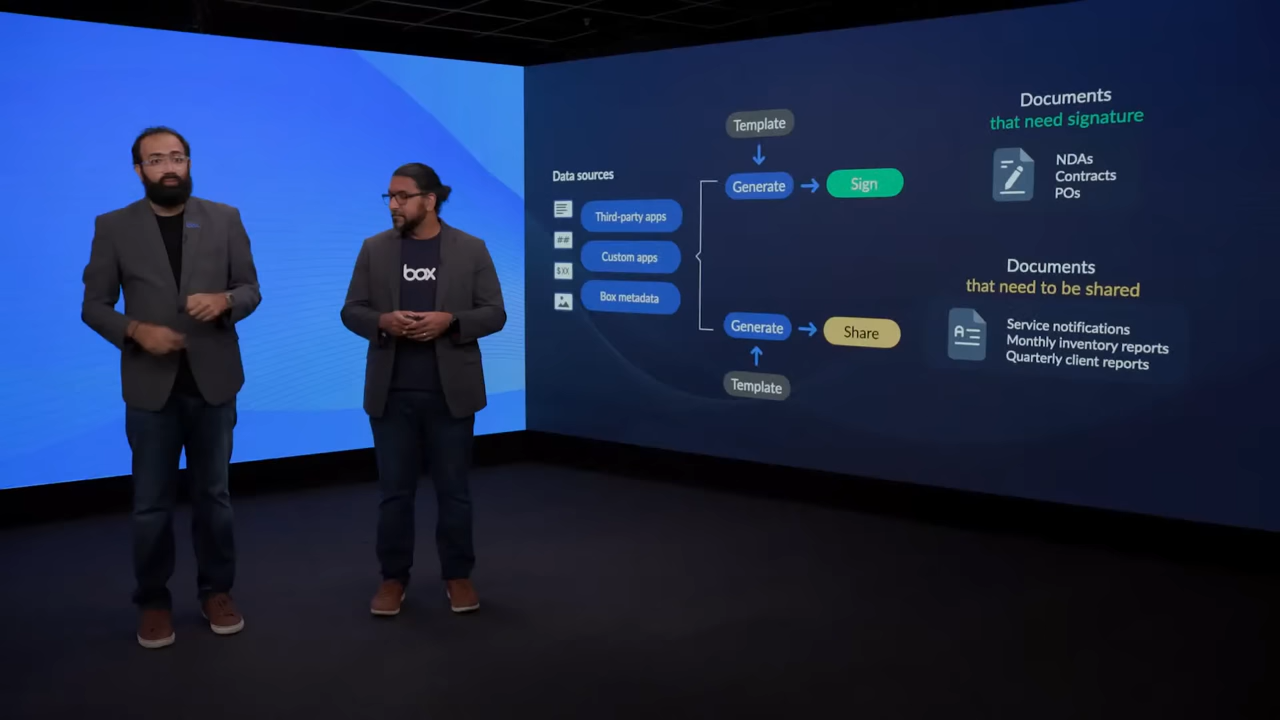 box
Data sources
##
$XX
Third-party apps
Custom apps
Box metadata
Template
Generate
Sign
Generate
Share
Template
Documents
that need signature
NDAs
Contracts
POs
Documents
that need to be shared
A
Service notifications
Monthly inventory reports
Quarterly client reports